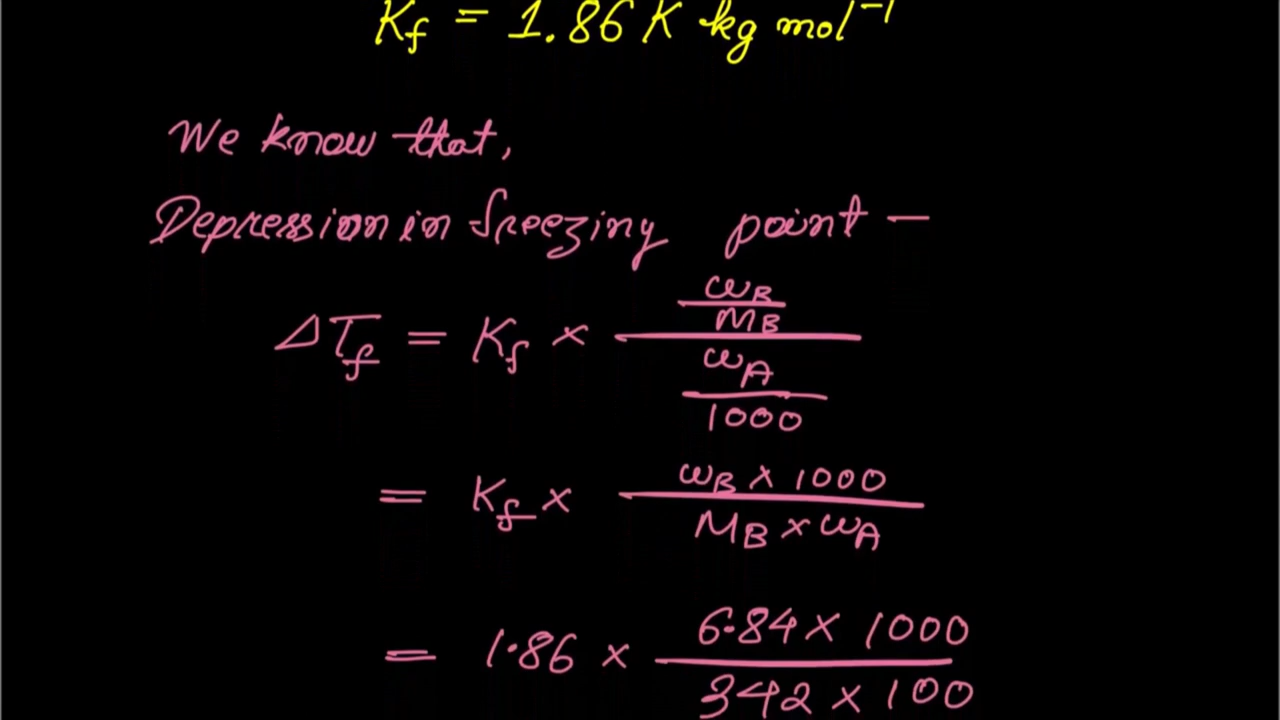 Kf = 1.86 K kg mol⁻¹
We know that,
Depression in freezing point —
ΔTf = Kf × (wB / MB) / (wA / 1000)
= Kf × (wB × 1000) / (MB × wA)
= 1.86 × (6.84 × 1000) / (342 × 100)